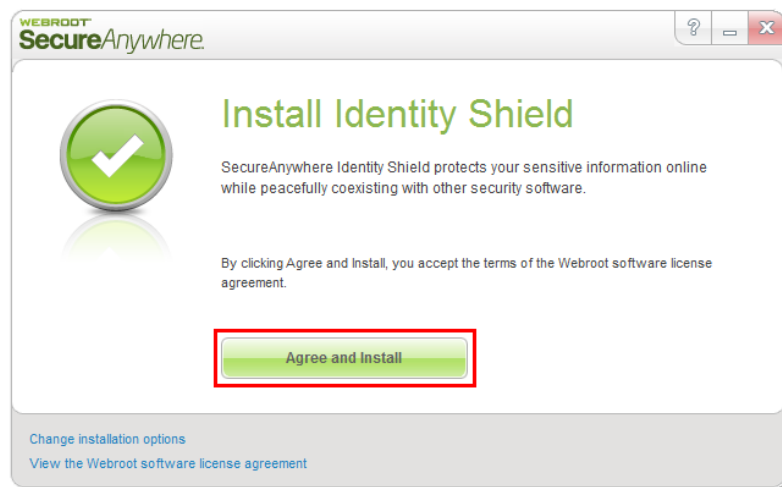 WEBROOT
SecureAnywhere.
?
X
Install Identity Shield
SecureAnywhere Identity Shield protects your sensitive information online
while peacefully coexisting with other security software.
By clicking Agree and Install, you accept the terms of the Webroot software license
agreement.
Agree and Install
Change installation options
View the Webroot software license agreement